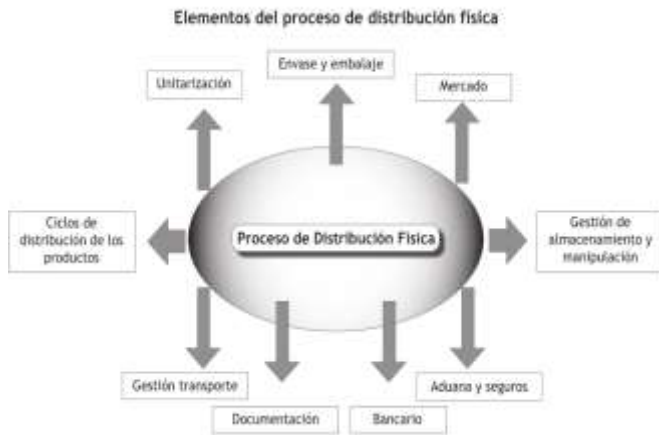 Elementos del proceso de distribución física
Envase y embalaje
Unitarización
Mercado
Ciclos de
distribución de los
productos
Proceso de Distribución Física
Gestión de
almacenamiento y
manipulación
Gestión transporte
Aduana y seguros
Documentación
Bancario